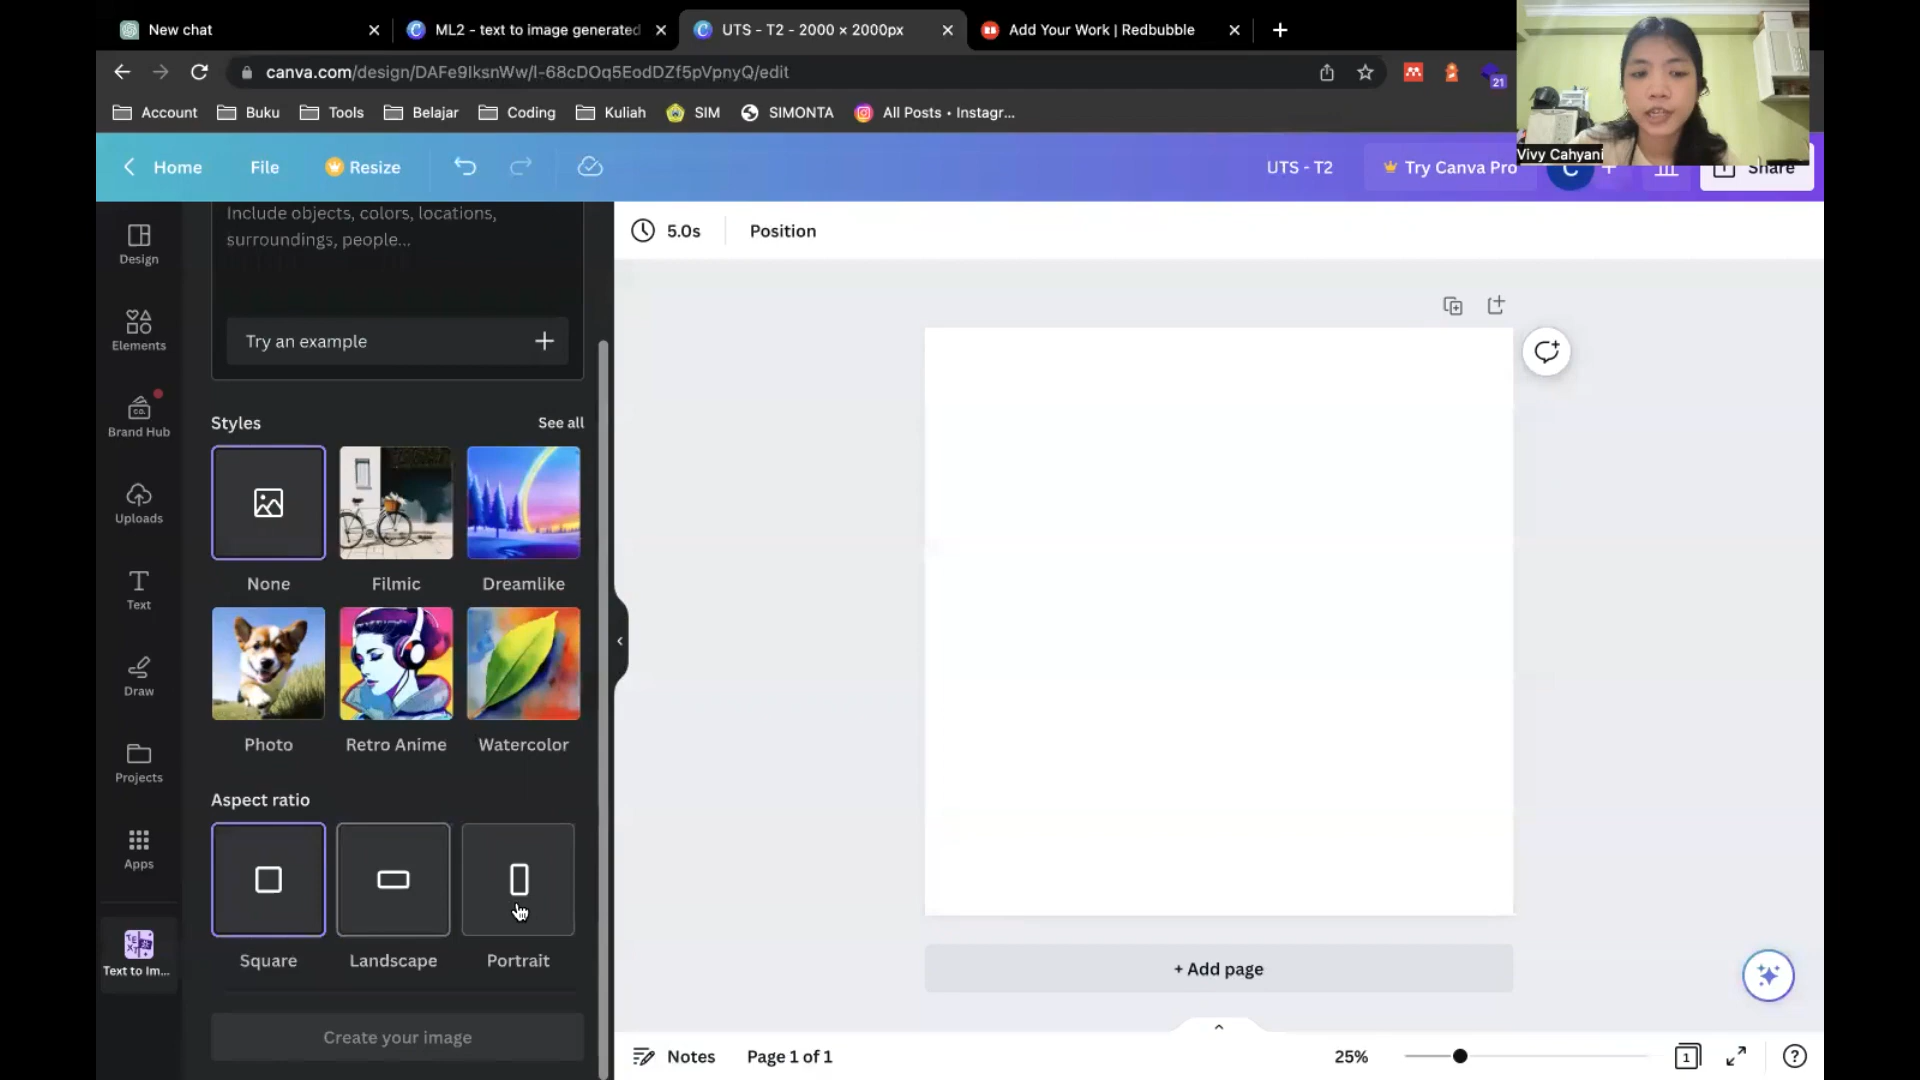 New chat
ML2 - text to image generated
UTS - T2 - 2000 × 2000px
Add Your Work | Redbubble
canva.com/design/DAFe9IksnWw/l-68cDOq5EodDZf5pVpnyQ/edit
21
Account
Buku
Tools
Belajar
Coding
Kuliah
SIM
SIMONTA
All Posts • Instagr...
Vivy Cahyani
Home
File
Resize
UTS - T2
Try Canva Pro
C
Share
Design
Elements
CO.
Brand Hub
Uploads
Text
Draw
Projects
Apps
Text to Im...
Include objects, colors, locations,
surroundings, people...
Try an example
Styles
See all
None
Filmic
Dreamlike
Photo
Retro Anime
Watercolor
Aspect ratio
Square
Landscape
Portrait
Create your image
5.0s
Position
+ Add page
Notes
Page 1 of 1
25%
1